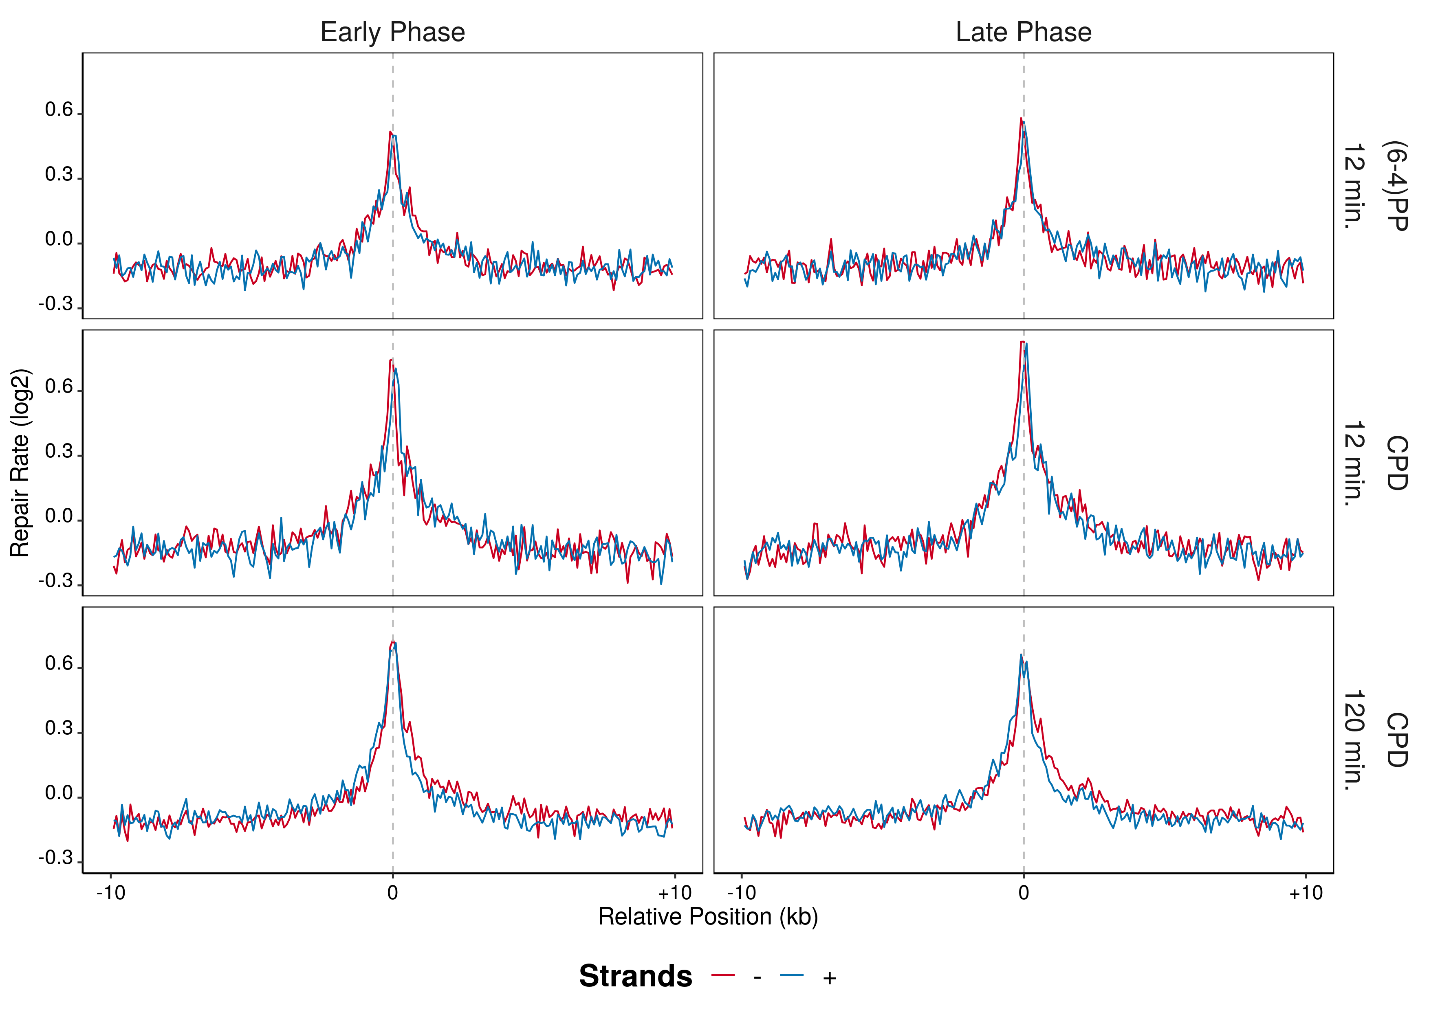 Early Phase
Late Phase
0.6
0.3
0.0
-0.3
(6-4)PP
12 min.
Repair Rate (log2)
0.6
0.3
0.0
-0.3
CPD
12 min.
0.6
0.3
0.0
-0.3
CPD
120 min.
-10
0
+10
-10
0
+10
Relative Position (kb)
Strands - +